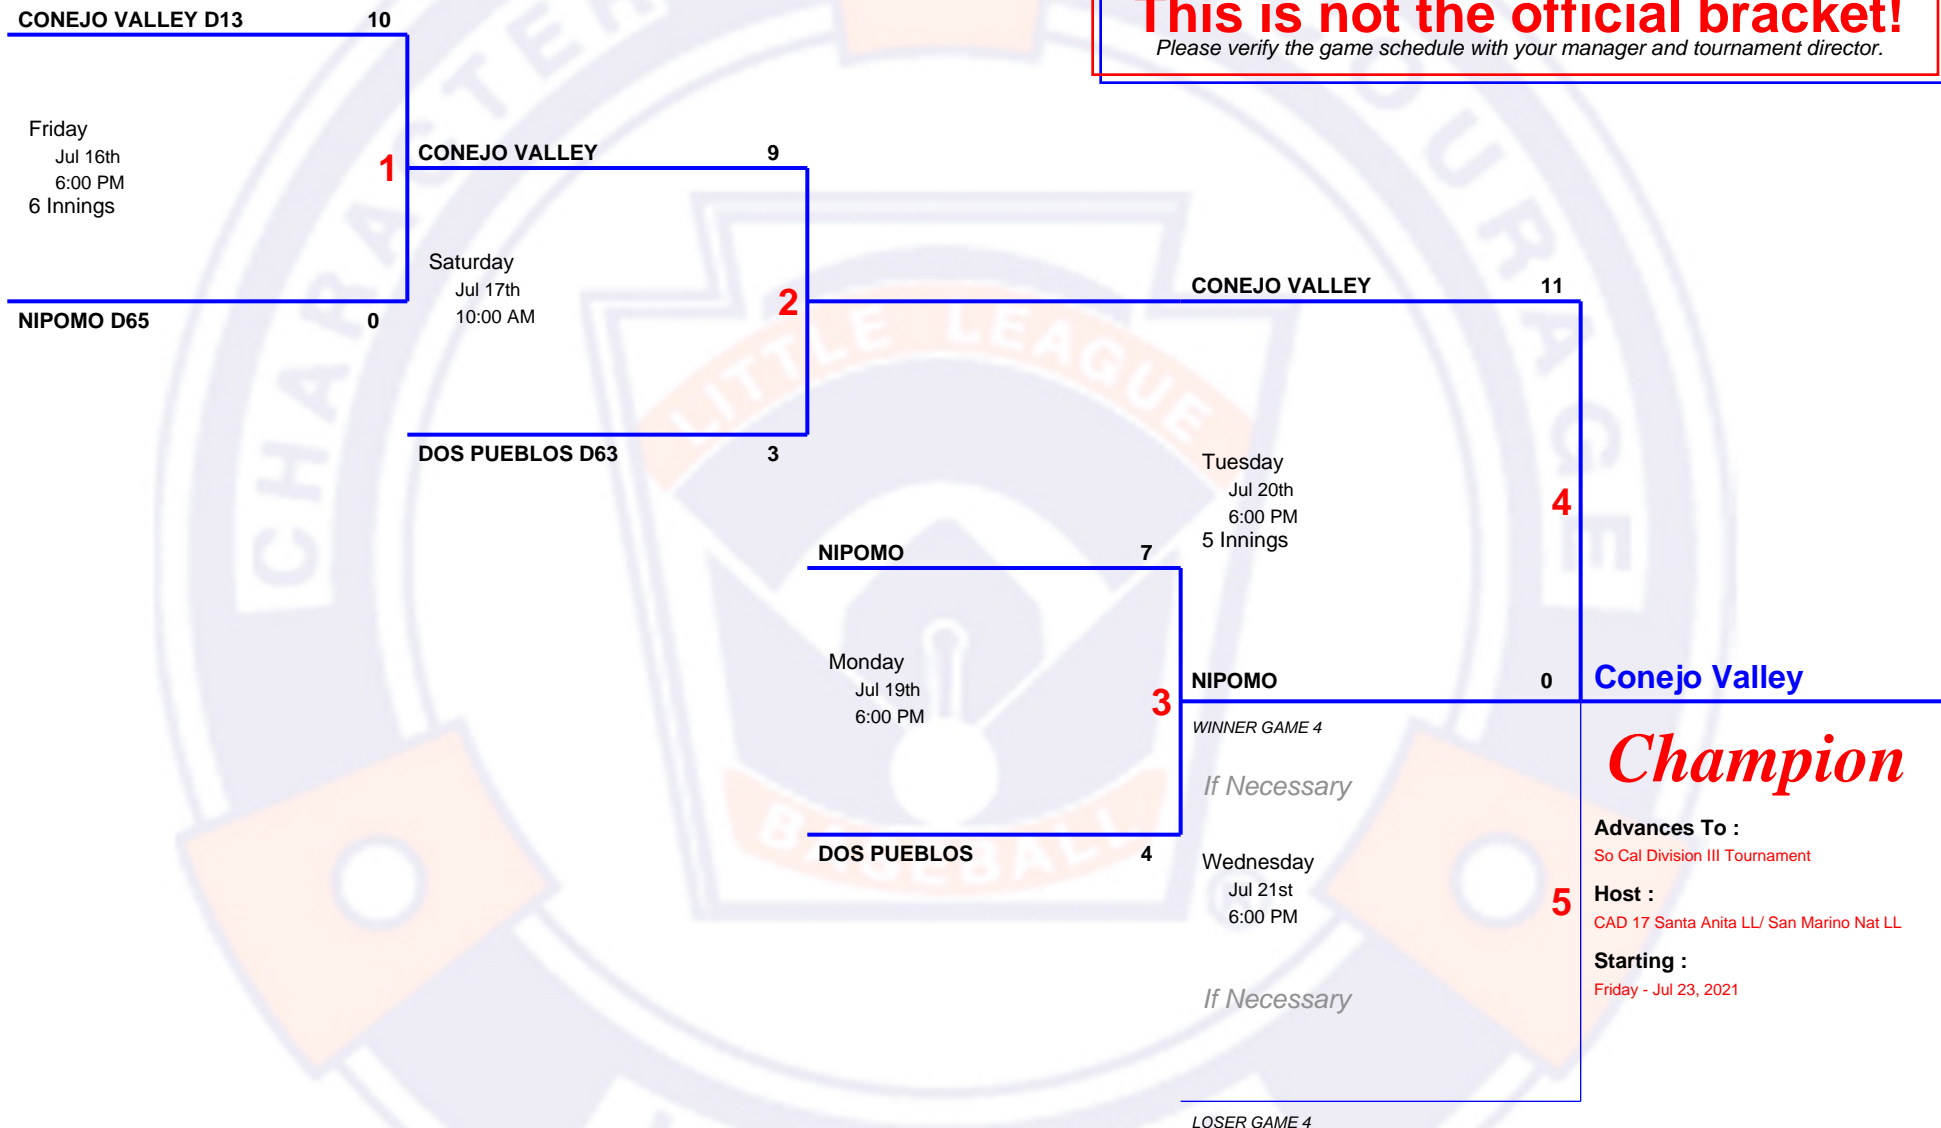 This is not the official bracket!
Please verify the game schedule with your manager and tournament director.
CONEJO VALLEY D13 10
Friday
Jul 16th
6:00 PM
6 Innings
1
NIPOMO D65 0
CONEJO VALLEY 9
Saturday
Jul 17th
10:00 AM
2
DOS PUEBLOS D63 3
NIPOMO 7
Monday
Jul 19th
6:00 PM
3
DOS PUEBLOS 4
CONEJO VALLEY 11
Tuesday
Jul 20th
6:00 PM
5 Innings
4
NIPOMO 0
WINNER GAME 4
If Necessary
Wednesday
Jul 21st
6:00 PM
5
If Necessary
LOSER GAME 4
Conejo Valley
Champion
Advances To :
So Cal Division III Tournament
Host :
CAD 17 Santa Anita LL/ San Marino Nat LL
Starting :
Friday - Jul 23, 2021
LITTLE LEAGUE
BASEBALL
®
COURAGE